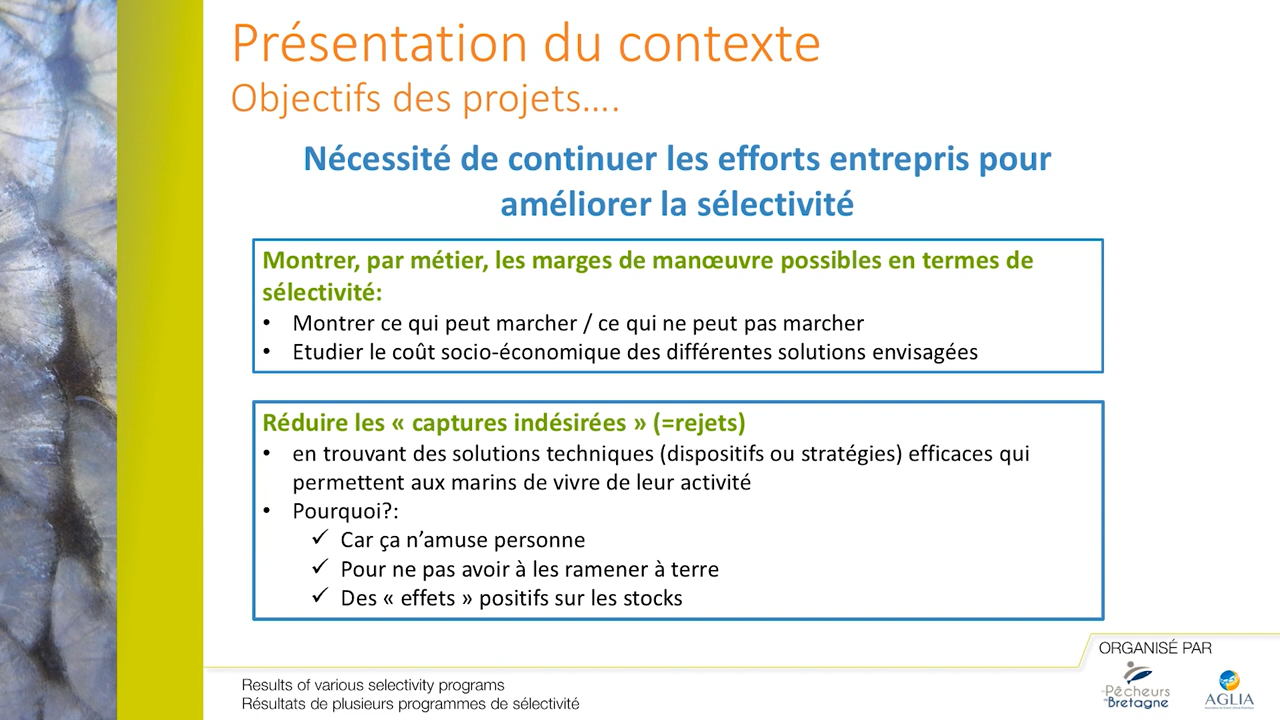 Présentation du contexte
Objectifs des projets....
Nécessité de continuer les efforts entrepris pour
améliorer la sélectivité
Montrer, par métier, les marges de manœuvre possibles en termes de
sélectivité:
• Montrer ce qui peut marcher / ce qui ne peut pas marcher
• Etudier le coût socio-économique des différentes solutions envisagées
Réduire les « captures indésirées » (=rejets)
• en trouvant des solutions techniques (dispositifs ou stratégies) efficaces qui
permettent aux marins de vivre de leur activité
• Pourquoi?:
✓ Car ça n’amuse personne
✓ Pour ne pas avoir à les ramener à terre
✓ Des « effets » positifs sur les stocks
ORGANISÉ PAR
Pêcheurs
Bretagne
AGLIA
Results of various selectivity programs
Résultats de plusieurs programmes de sélectivité